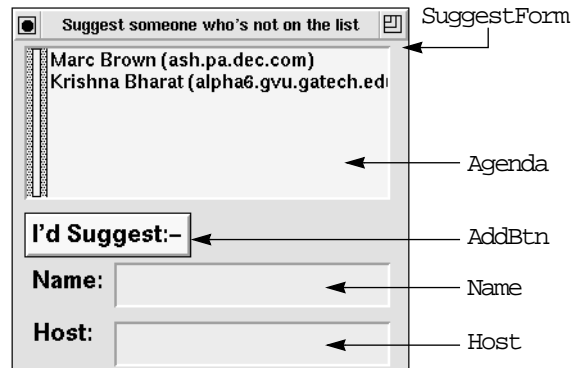 Suggest someone who's not on the list
SuggestForm
Marc Brown (ash.pa.dec.com)
Krishna Bharat (alpha6.gvu.gatech.ed
Agenda
I'd Suggest:–
AddBtn
Name:
Name
Host:
Host